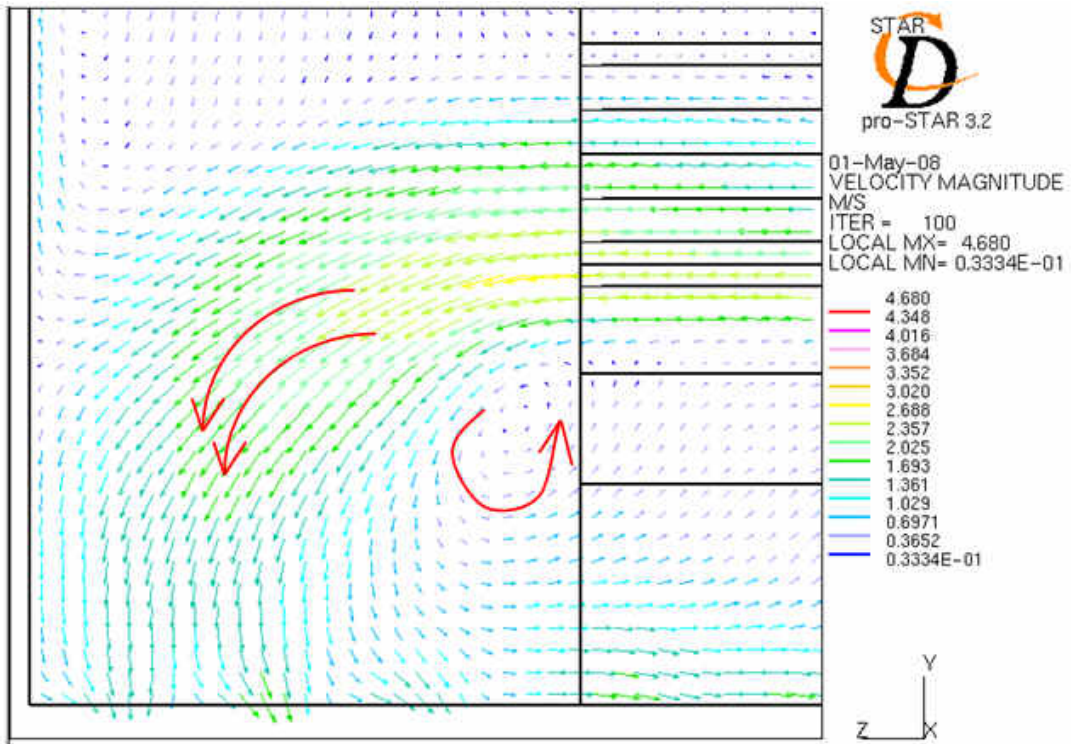 STAR
D
pro-STAR 3.2
01-May-08
VELOCITY MAGNITUDE
M/S
ITER = 100
LOCAL MX= 4.680
LOCAL MN= 0.3334E-01
4.680
4.348
4.016
3.684
3.352
3.020
2.688
2.357
2.025
1.693
1.361
1.029
0.6971
0.3652
0.3334E-01
Y
Z
X